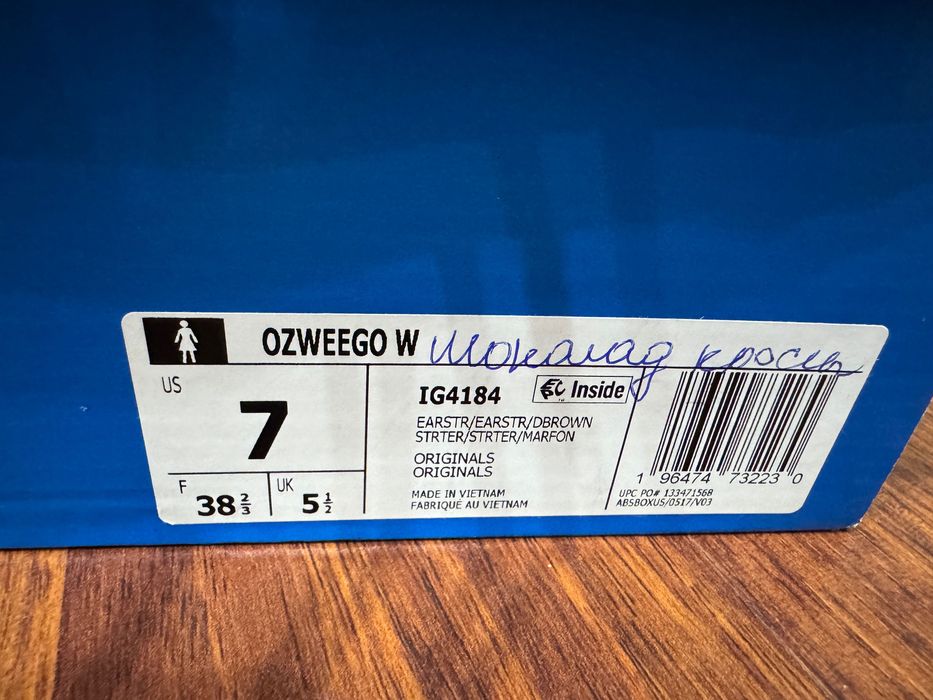 OZWEEGO W шоколад кроссы
US
7
F 38 2/3
UK 5 1/2
IG4184
Inside
EARSTR/EARSTR/DBROWN
STRTER/STRTER/MARFON
ORIGINALS
ORIGINALS
MADE IN VIETNAM
FABRIQUÉ AU VIETNAM
1 96474 73223 0
UPC PO# 133471568
ABSBOXUS/0517/V03